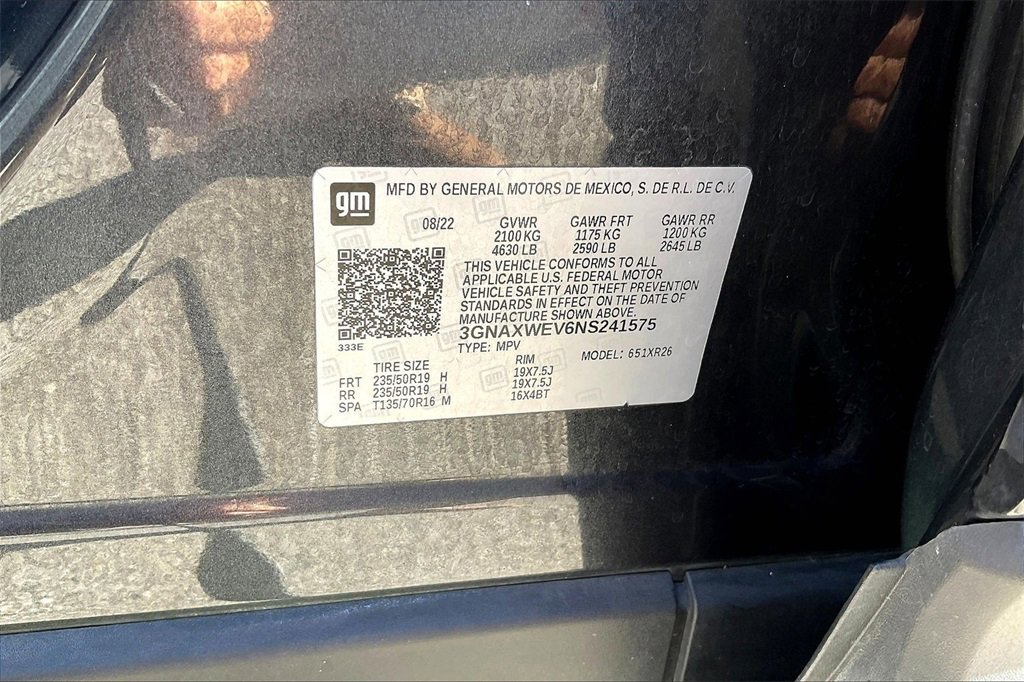 gm MFD BY GENERAL MOTORS DE MEXICO, S. DE R.L. DE C.V.
08/22 GVWR GAWR FRT GAWR RR
2100 KG 1175 KG 1200 KG
4630 LB 2590 LB 2645 LB
THIS VEHICLE CONFORMS TO ALL
APPLICABLE U.S. FEDERAL MOTOR
VEHICLE SAFETY AND THEFT PREVENTION
STANDARDS IN EFFECT ON THE DATE OF
MANUFACTURE SHOWN ABOVE.
3GNAXWEV6NS241575
333E TYPE: MPV MODEL: 651XR26
TIRE SIZE RIM
FRT 235/50R19 H 19X7.5J
RR 235/50R19 H 19X7.5J
SPA T135/70R16 M 16X4BT